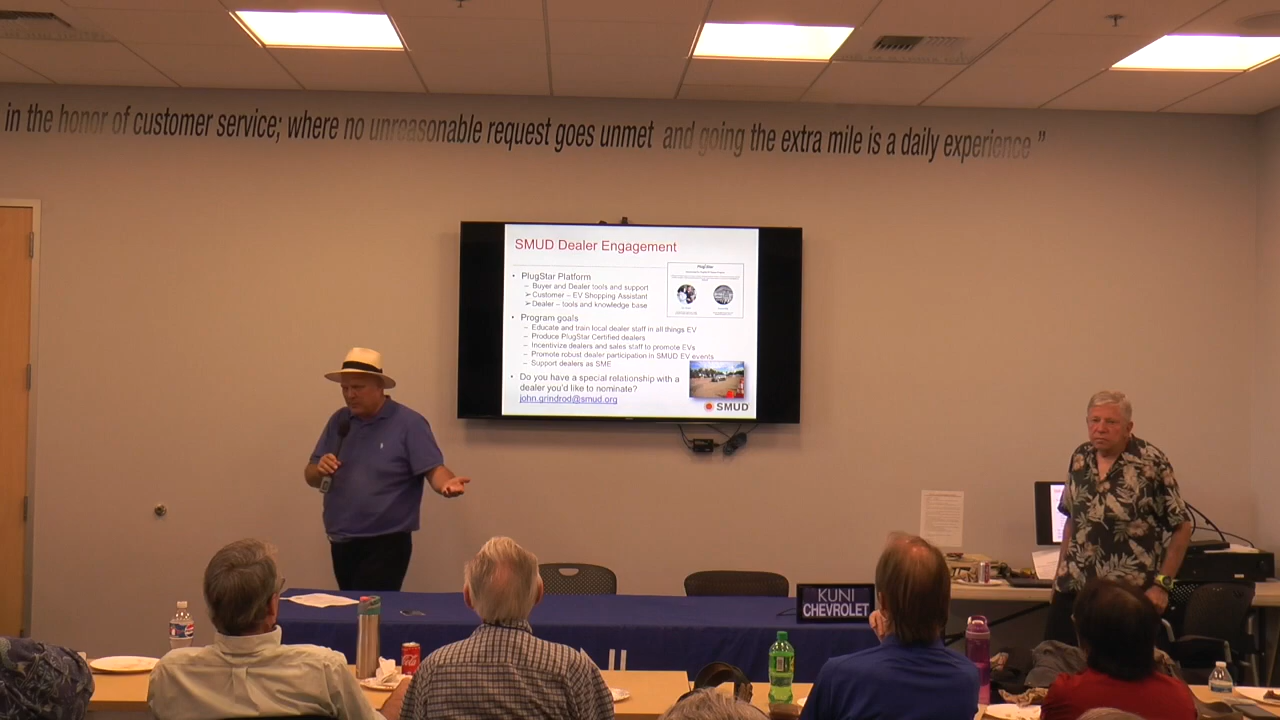 in the honor of customer service; where no unreasonable request goes unmet and going the extra mile is a daily experience ”
SMUD Dealer Engagement
• PlugStar Platform
– Buyer and Dealer tools and support
➢ Customer – EV Shopping Assistant
➢ Dealer – tools and knowledge base
• Program goals
– Educate and train local dealer staff in all things EV
– Produce PlugStar Certified dealers
– Incentivize dealers and sales staff to promote EVs
– Promote robust dealer participation in SMUD EV events
– Support dealers as SME
• Do you have a special relationship with a
dealer you'd like to nominate?
john.grindrod@smud.org
PlugStar
SMUD
KUNI
CHEVROLET